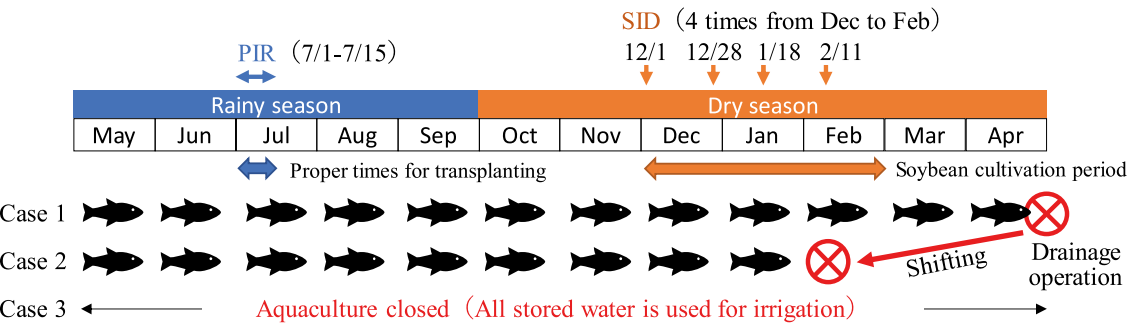 SID（4 times from Dec to Feb）
PIR（7/1-7/15）
12/1 12/28 1/18 2/11
Rainy season Dry season
May Jun Jul Aug Sep Oct Nov Dec Jan Feb Mar Apr
Proper times for transplanting Soybean cultivation period
Case 1
Case 2
Shifting
Drainage
operation
Case 3 Aquaculture closed（All stored water is used for irrigation）